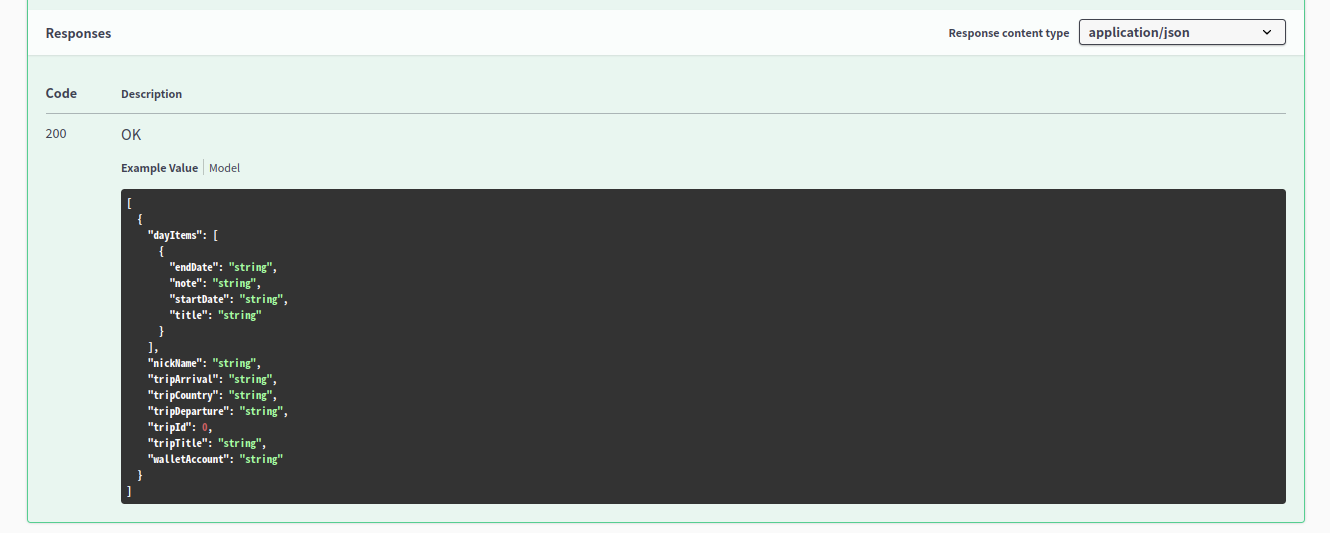 Responses
Response content type application/json
Code Description
200 OK
Example Value Model
[
  {
    "dayItems": [
      {
        "endDate": "string",
        "note": "string",
        "startDate": "string",
        "title": "string"
      }
    ],
    "nickName": "string",
    "tripArrival": "string",
    "tripCountry": "string",
    "tripDeparture": "string",
    "tripId": 0,
    "tripTitle": "string",
    "walletAccount": "string"
  }
]